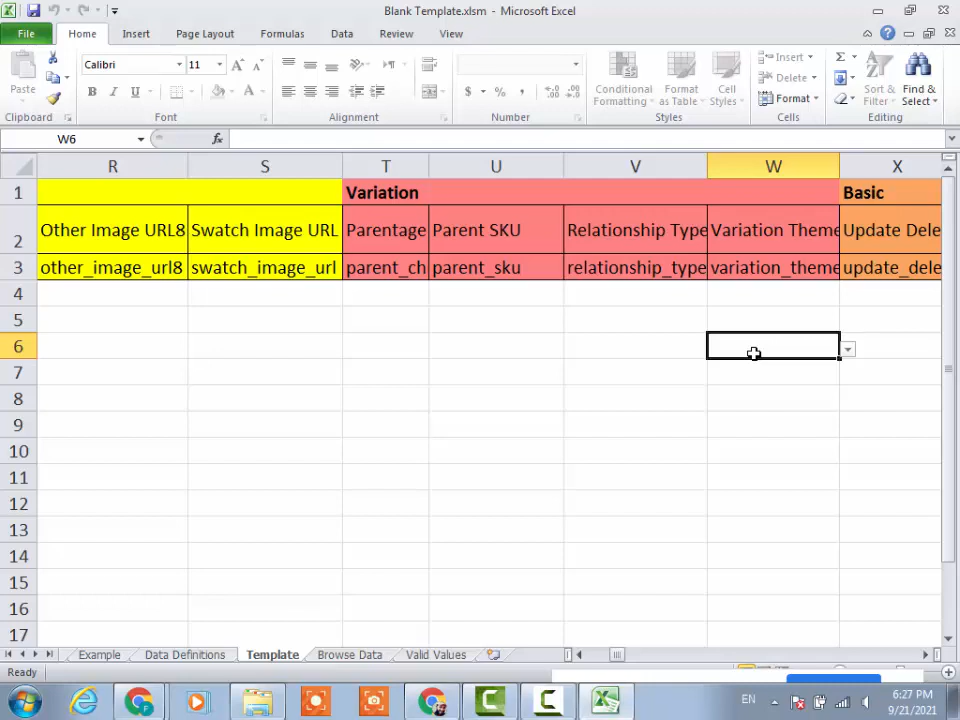 Blank Template.xlsm - Microsoft Excel
File Home Insert Page Layout Formulas Data Review View
Paste
Calibri 11
B I U
A
$ % ,
Conditional Formatting
Format as Table
Cell Styles
Insert
Delete
Format
Σ
Sort & Filter
Find & Select
Clipboard Font Alignment Number Styles Cells Editing
W6 fx
R S T U V W X
1 Variation Basic
2 Other Image URL8 Swatch Image URL Parentage Parent SKU Relationship Type Variation Theme Update Dele
3 other_image_url8 swatch_image_url parent_ch parent_sku relationship_type variation_theme update_dele
4
5
6
7
8
9
10
11
12
13
14
15
16
17
Example Data Definitions Template Browse Data Valid Values
Ready
EN 6:27 PM
9/21/2021